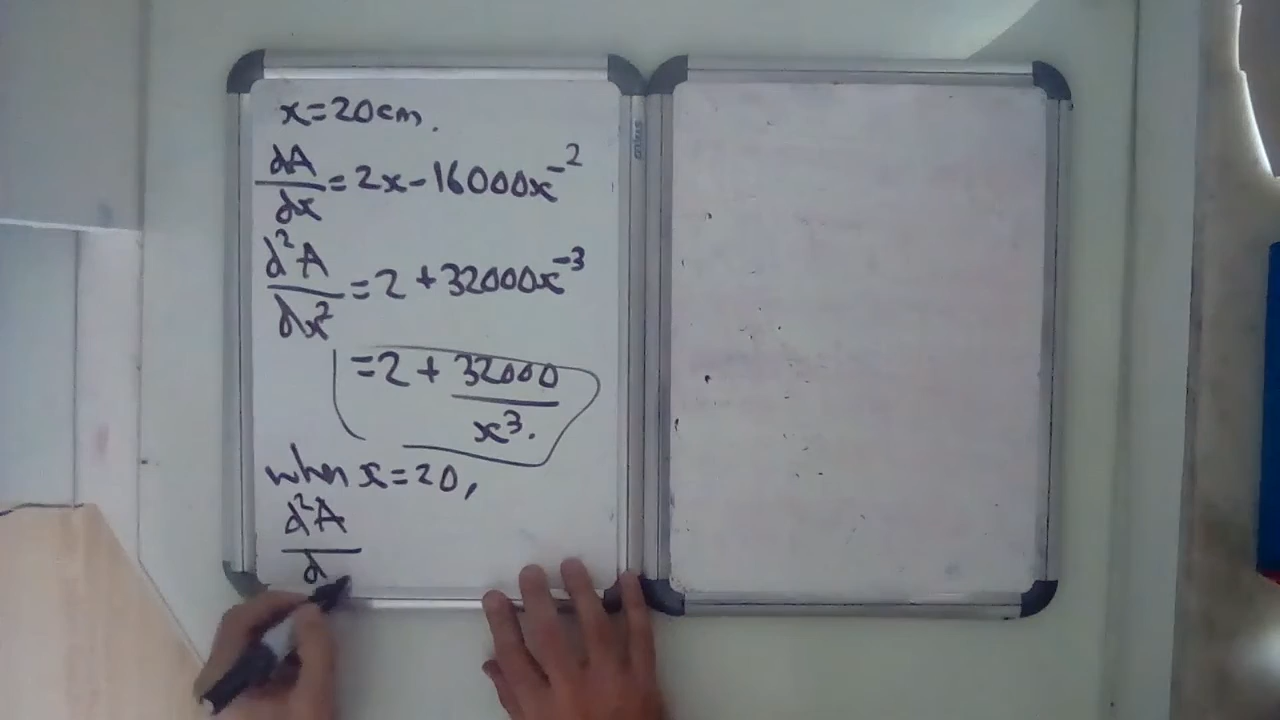 x=20cm.
dA/dx = 2x - 16000x⁻²
d²A/dx² = 2 + 32000x⁻³
= 2 + 32000/x³.
when x=20,
d²A/d